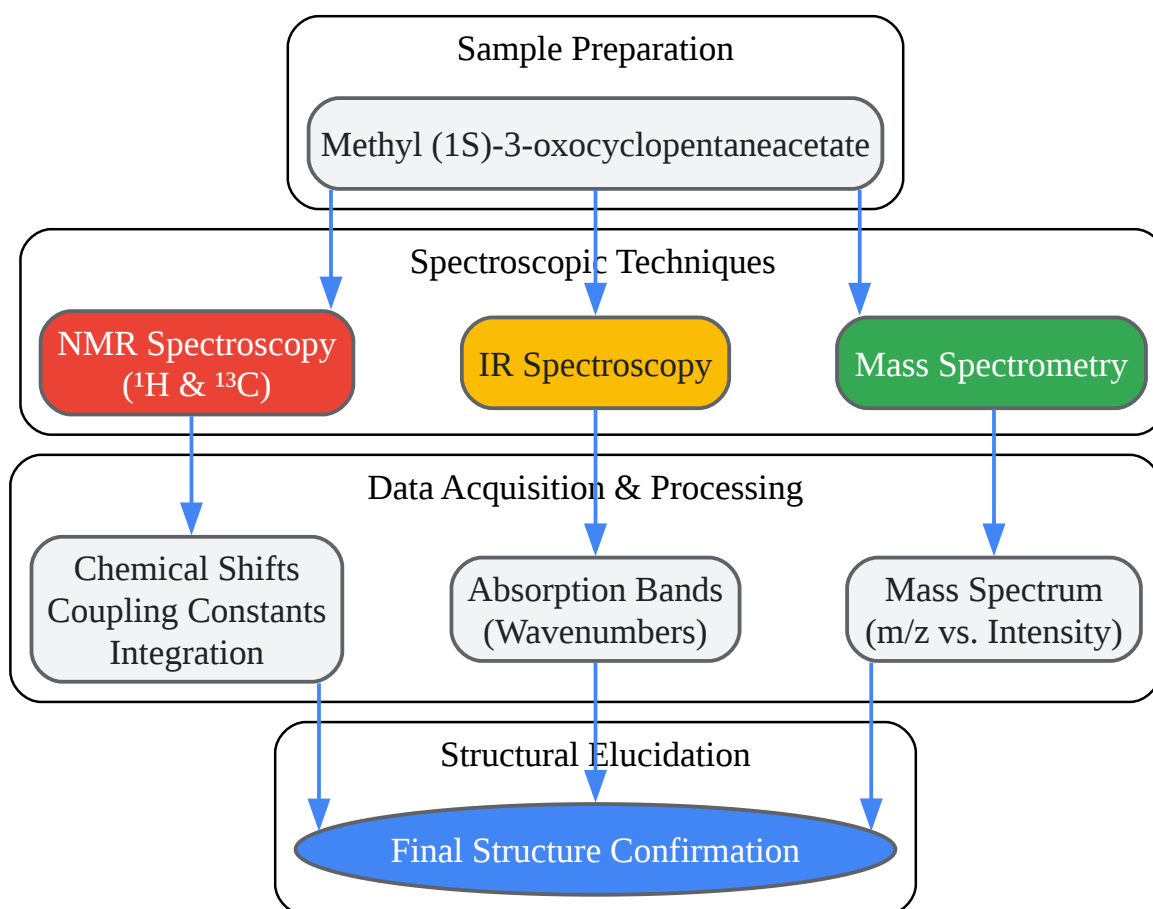 Sample Preparation
Methyl (1S)-3-oxocyclopentaneacetate
Spectroscopic Techniques
NMR Spectroscopy
(¹H & ¹³C)
IR Spectroscopy
Mass Spectrometry
Data Acquisition & Processing
Chemical Shifts
Coupling Constants
Integration
Absorption Bands
(Wavenumbers)
Mass Spectrum
(m/z vs. Intensity)
Structural Elucidation
Final Structure Confirmation